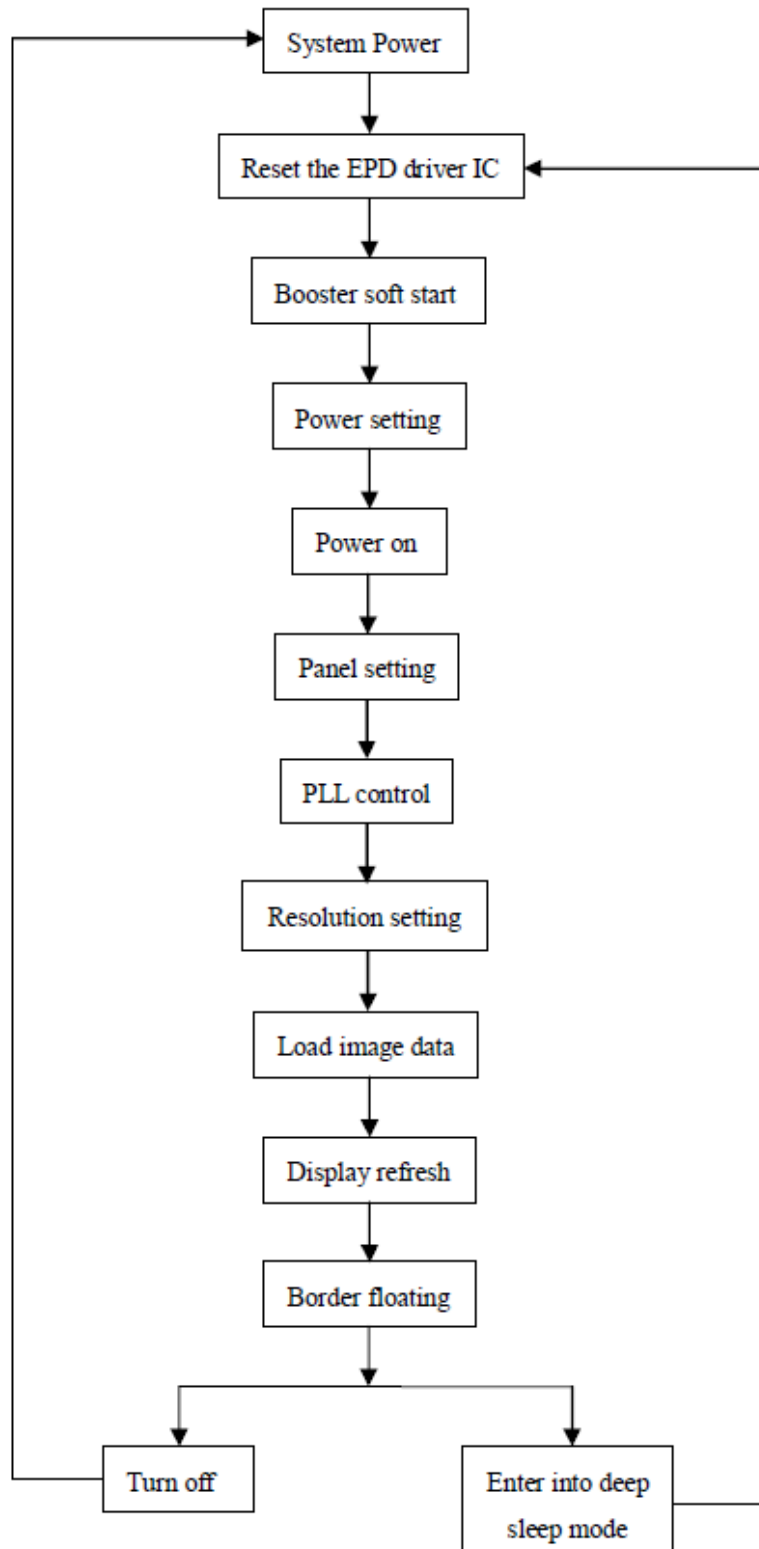 System Power
Reset the EPD driver IC
Booster soft start
Power setting
Power on
Panel setting
PLL control
Resolution setting
Load image data
Display refresh
Border floating
Turn off
Enter into deep
sleep mode